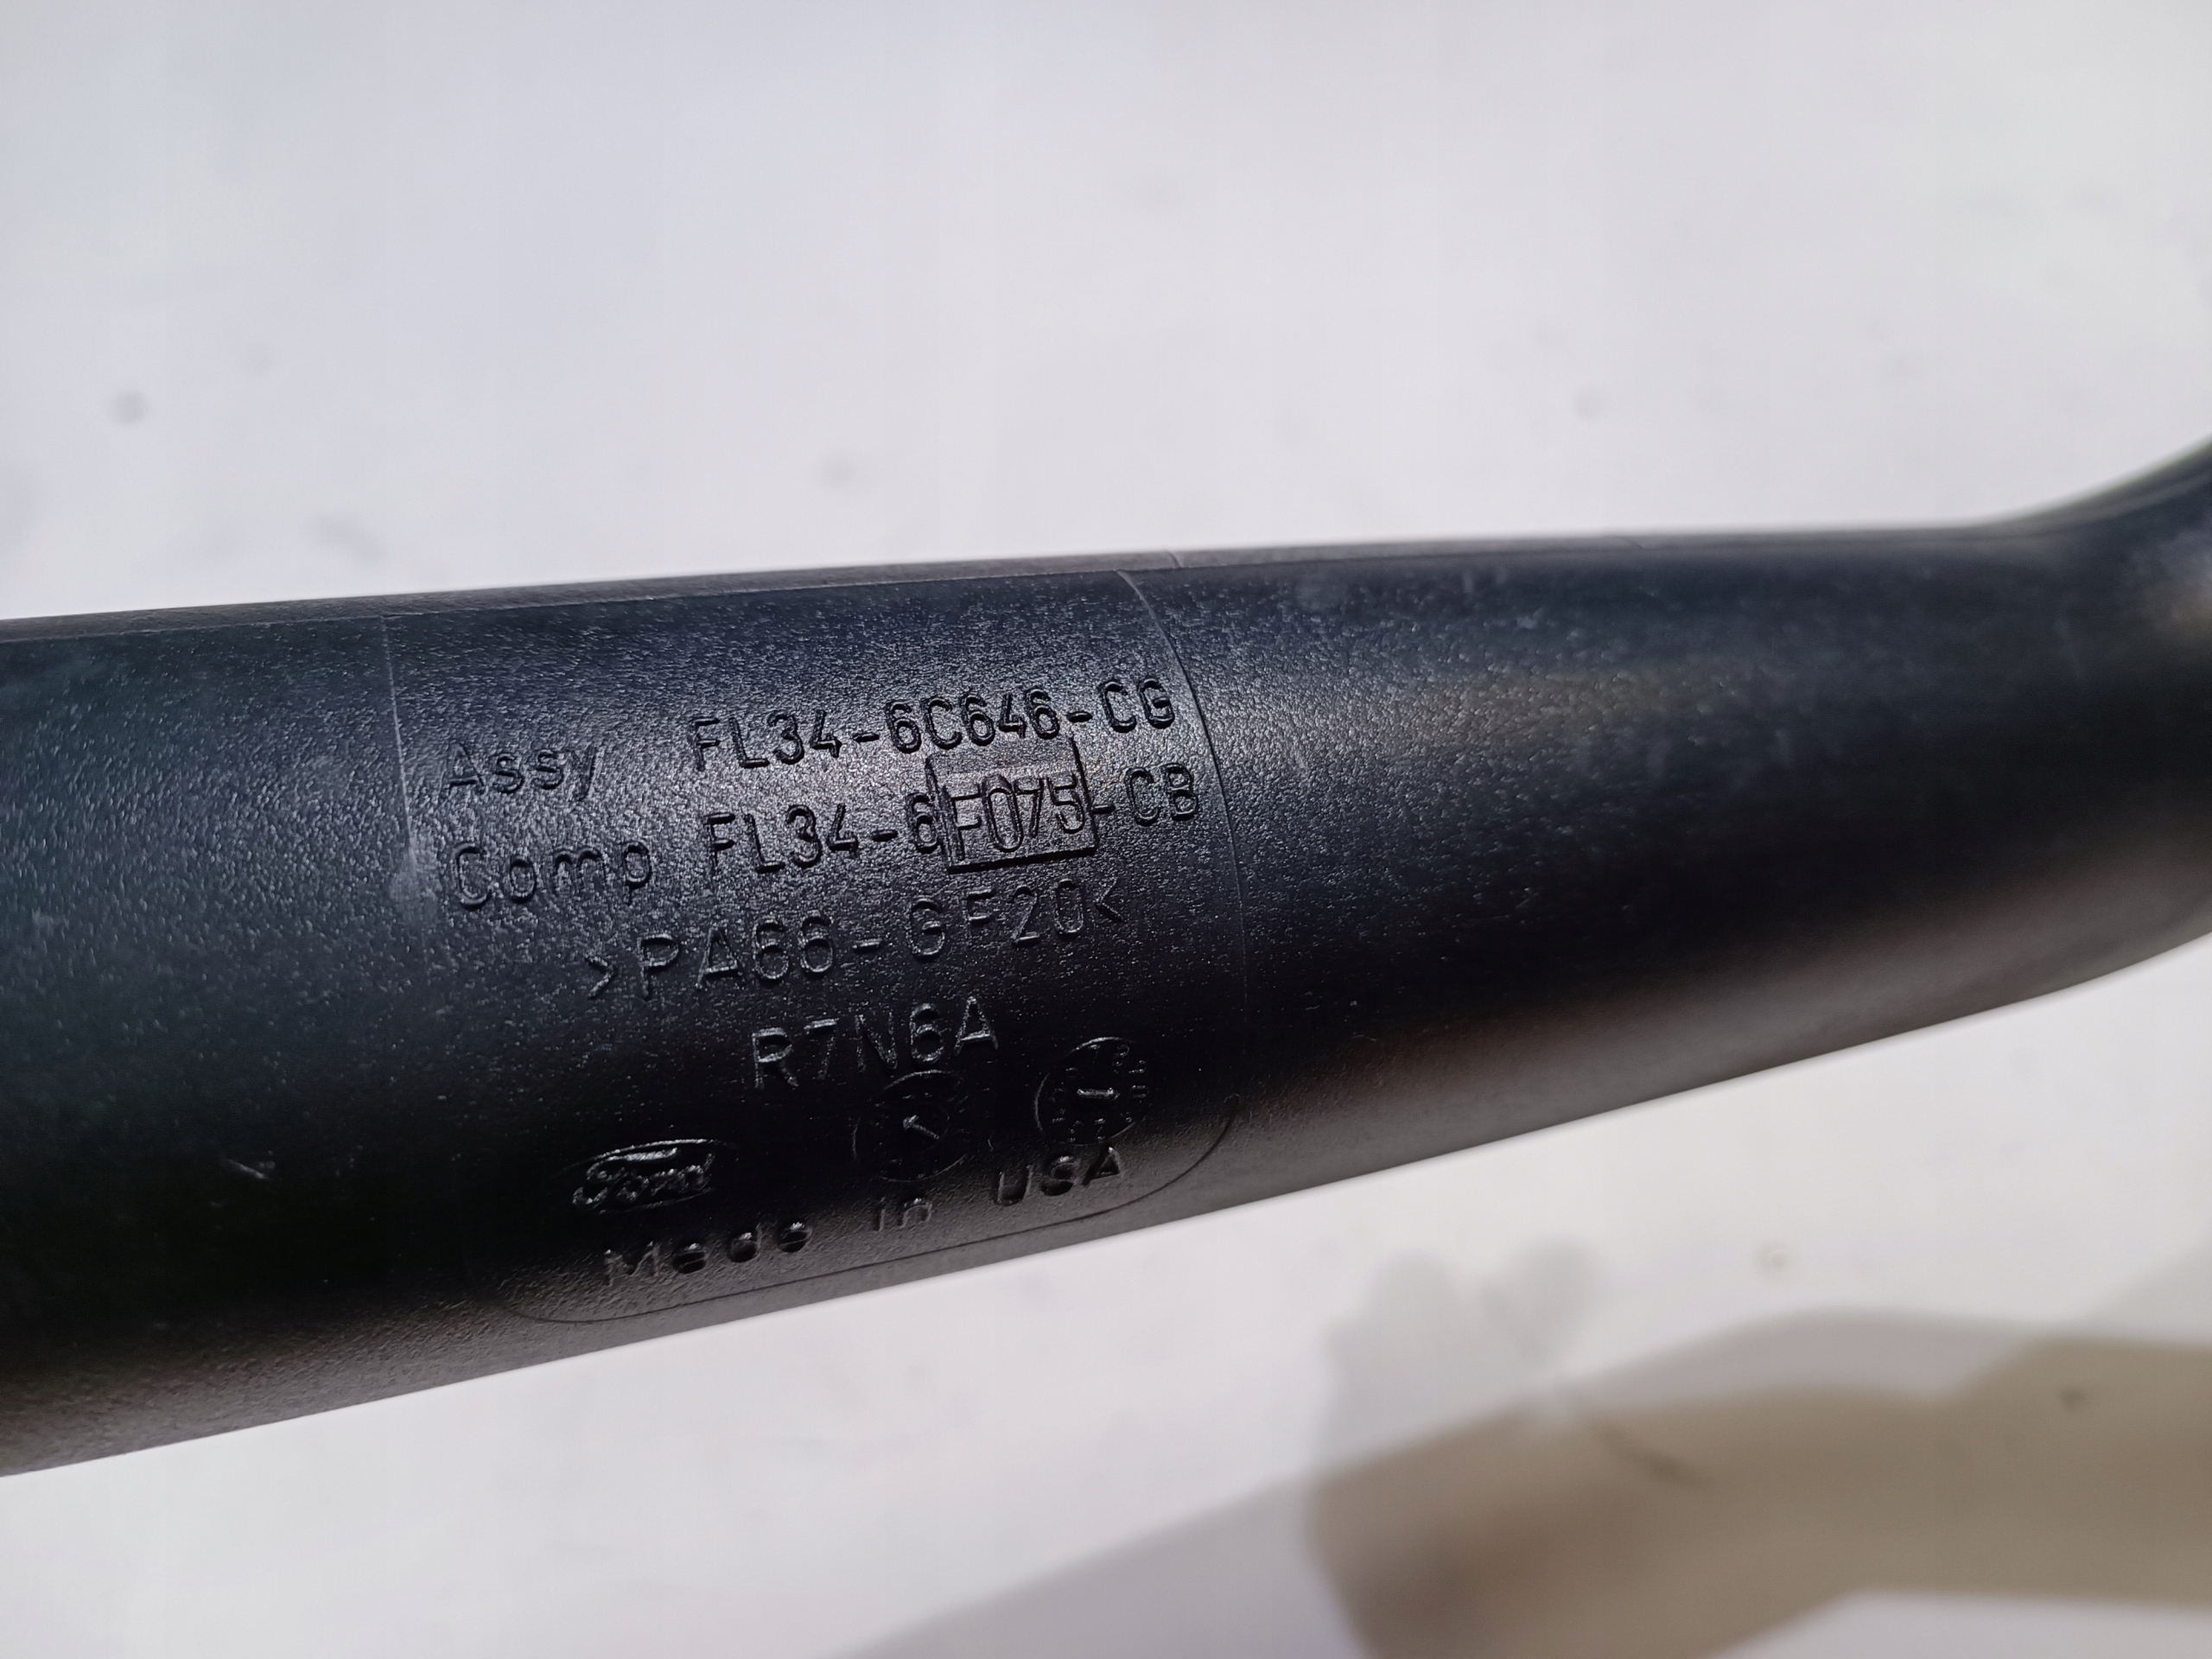 Assy FL34-6C646-CG
Comp FL34-6F075-CB
>PA66-GF20<
R7N6A
Ford
Made in USA